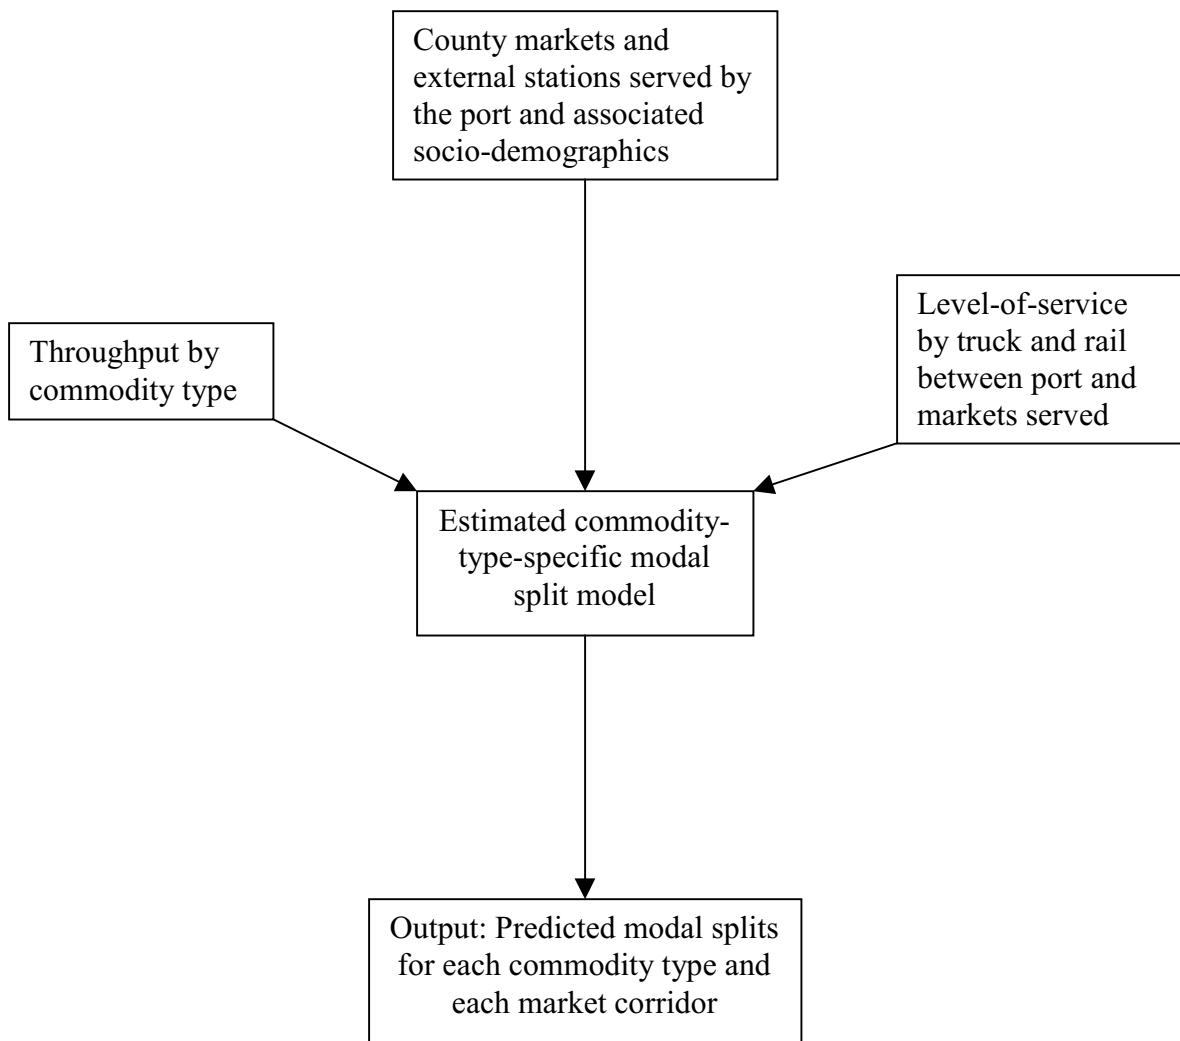 County markets and
external stations served by
the port and associated
socio-demographics
Level-of-service
by truck and rail
between port and
markets served
Throughput by
commodity type
Estimated commodity-
type-specific modal
split model
Output: Predicted modal splits
for each commodity type and
each market corridor